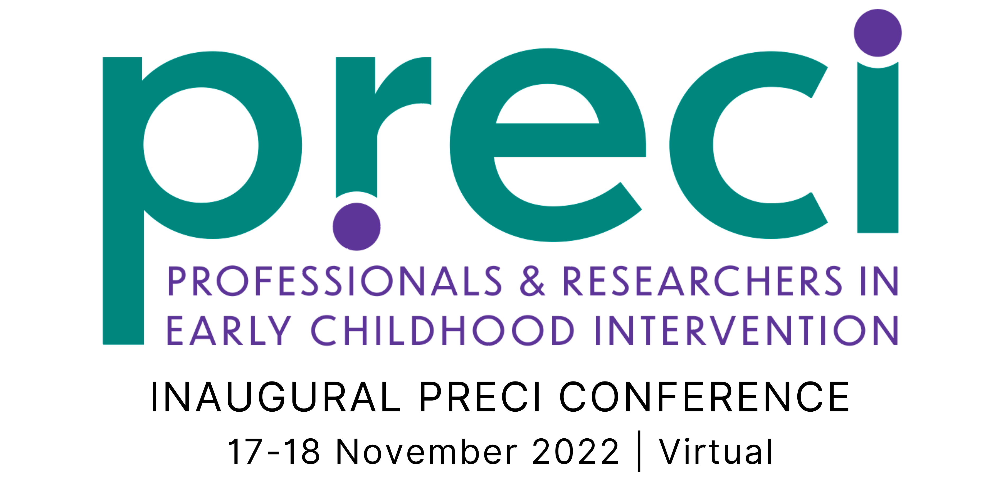 preci
PROFESSIONALS & RESEARCHERS IN
EARLY CHILDHOOD INTERVENTION
INAUGURAL PRECI CONFERENCE
17-18 November 2022 | Virtual